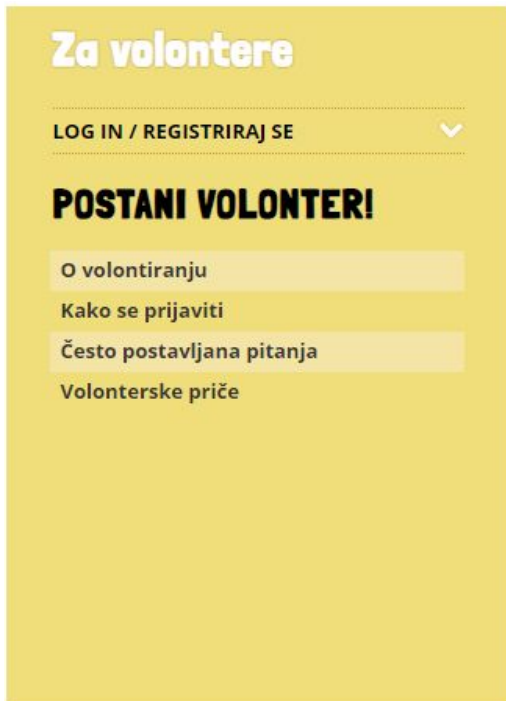 Za volontere
LOG IN / REGISTRIRAJ SE
POSTANI VOLONTER!
O volontiranju
Kako se prijaviti
Često postavljana pitanja
Volonterske priče